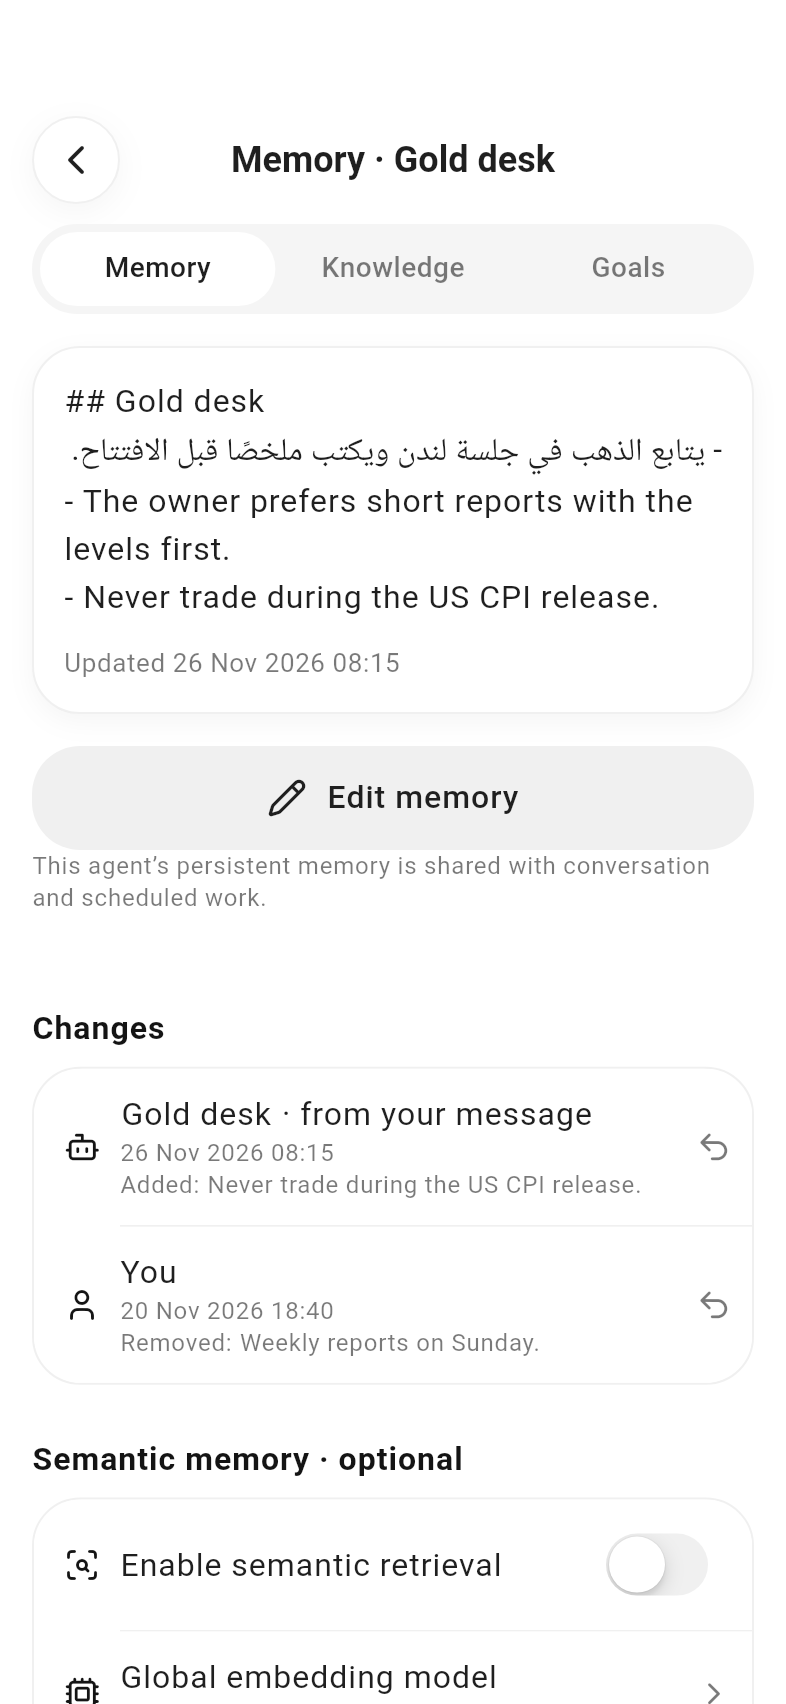 Memory · Gold desk
Memory
Knowledge
Goals
## Gold desk
- يتابع الذهب في جلسة لندن ويكتب ملخصًا قبل الافتتاح.
- The owner prefers short reports with the
levels first.
- Never trade during the US CPI release.
Updated 26 Nov 2026 08:15
Edit memory
This agent’s persistent memory is shared with conversation
and scheduled work.
Changes
Gold desk · from your message
26 Nov 2026 08:15
Added: Never trade during the US CPI release.
You
20 Nov 2026 18:40
Removed: Weekly reports on Sunday.
Semantic memory · optional
Enable semantic retrieval
Global embedding model